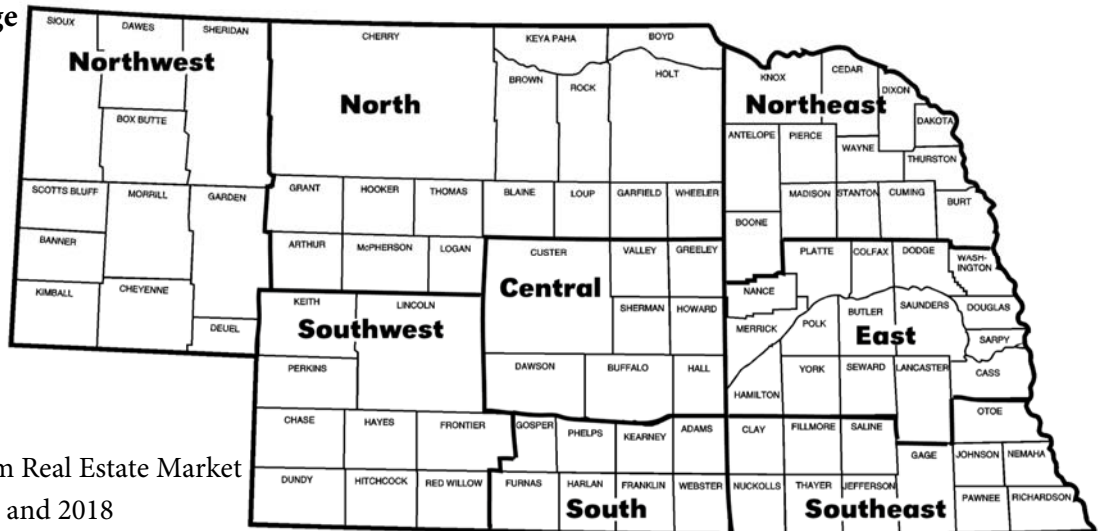 ge
SIOUX
DAWES
SHERIDAN
Northwest
BOX BUTTE
SCOTTS BLUFF
MORRILL
GARDEN
BANNER
KIMBALL
CHEYENNE
DEUEL
CHERRY
KEYA PAHA
BOYD
North
BROWN
ROCK
HOLT
GRANT
HOOKER
THOMAS
BLAINE
LOUP
GARFIELD
WHEELER
ARTHUR
McPHERSON
LOGAN
KNOX
CEDAR
DIXON
Northeast
DAKOTA
ANTELOPE
PIERCE
WAYNE
THURSTON
MADISON
STANTON
CUMING
BURT
BOONE
CUSTER
VALLEY
GREELEY
Central
SHERMAN
HOWARD
DAWSON
BUFFALO
HALL
PLATTE
COLFAX
DODGE
WASH-
INGTON
NANCE
MERRICK
POLK
BUTLER
SAUNDERS
DOUGLAS
East
SARPY
YORK
SEWARD
LANCASTER
CASS
HAMILTON
KEITH
LINCOLN
Southwest
PERKINS
CHASE
HAYES
FRONTIER
DUNDY
HITCHCOCK
RED WILLOW
GOSPER
PHELPS
KEARNEY
ADAMS
FURNAS
HARLAN
FRANKLIN
WEBSTER
South
OTOE
CLAY
FILLMORE
SALINE
GAGE
JOHNSON
NEMAHA
NUCKOLLS
THAYER
JEFFERSON
PAWNEE
RICHARDSON
Southeast
m Real Estate Market
and 2018